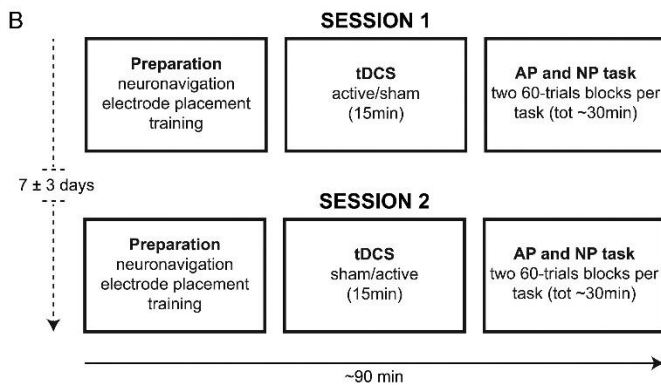 B
SESSION 1
Preparation
neuronavigation
electrode placement
training
tDCS
active/sham
(15min)
AP and NP task
two 60-trials blocks per
task (tot ~30min)
7 ± 3 days
SESSION 2
Preparation
neuronavigation
electrode placement
training
tDCS
sham/active
(15min)
AP and NP task
two 60-trials blocks per
task (tot ~30min)
~90 min